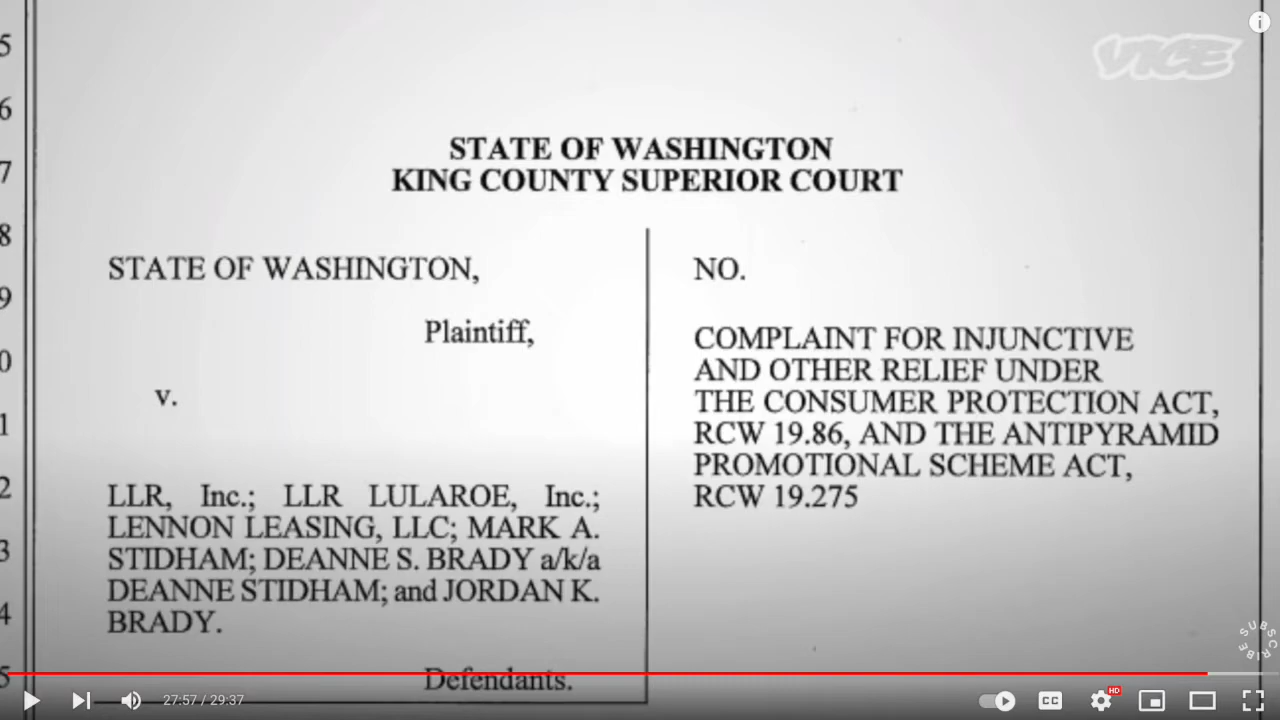 5
VICE
6
STATE OF WASHINGTON
7
KING COUNTY SUPERIOR COURT
8
STATE OF WASHINGTON,
NO.
9
Plaintiff,
COMPLAINT FOR INJUNCTIVE
0
AND OTHER RELIEF UNDER
v.
THE CONSUMER PROTECTION ACT,
1
RCW 19.86, AND THE ANTIPYRAMID
PROMOTIONAL SCHEME ACT,
2
LLR, Inc.; LLR LULAROE, Inc.;
RCW 19.275
LENNON LEASING, LLC; MARK A.
3
STIDHAM; DEANNE S. BRADY a/k/a
DEANNE STIDHAM; and JORDAN K.
4
BRADY.
SUBSCRIBE
5
Defendants.
27:57 / 29:37
CC
HD